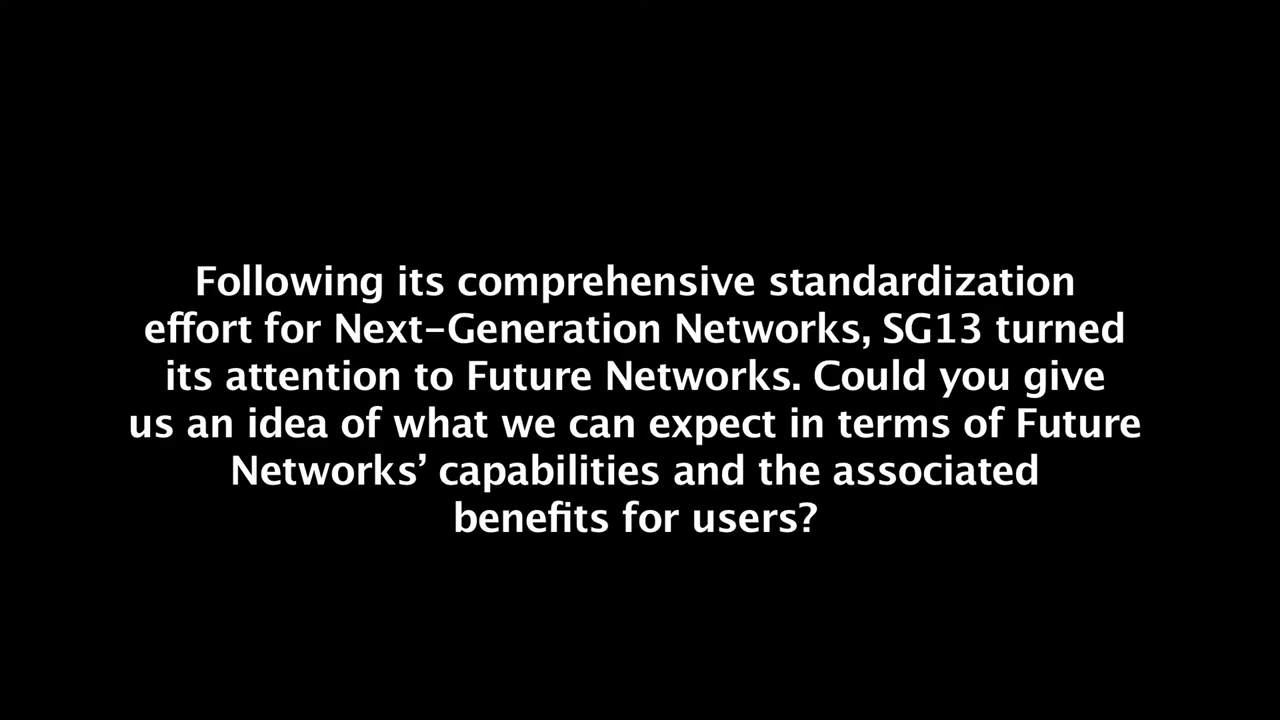 Following its comprehensive standardization
effort for Next-Generation Networks, SG13 turned
its attention to Future Networks. Could you give
us an idea of what we can expect in terms of Future
Networks’ capabilities and the associated
benefits for users?